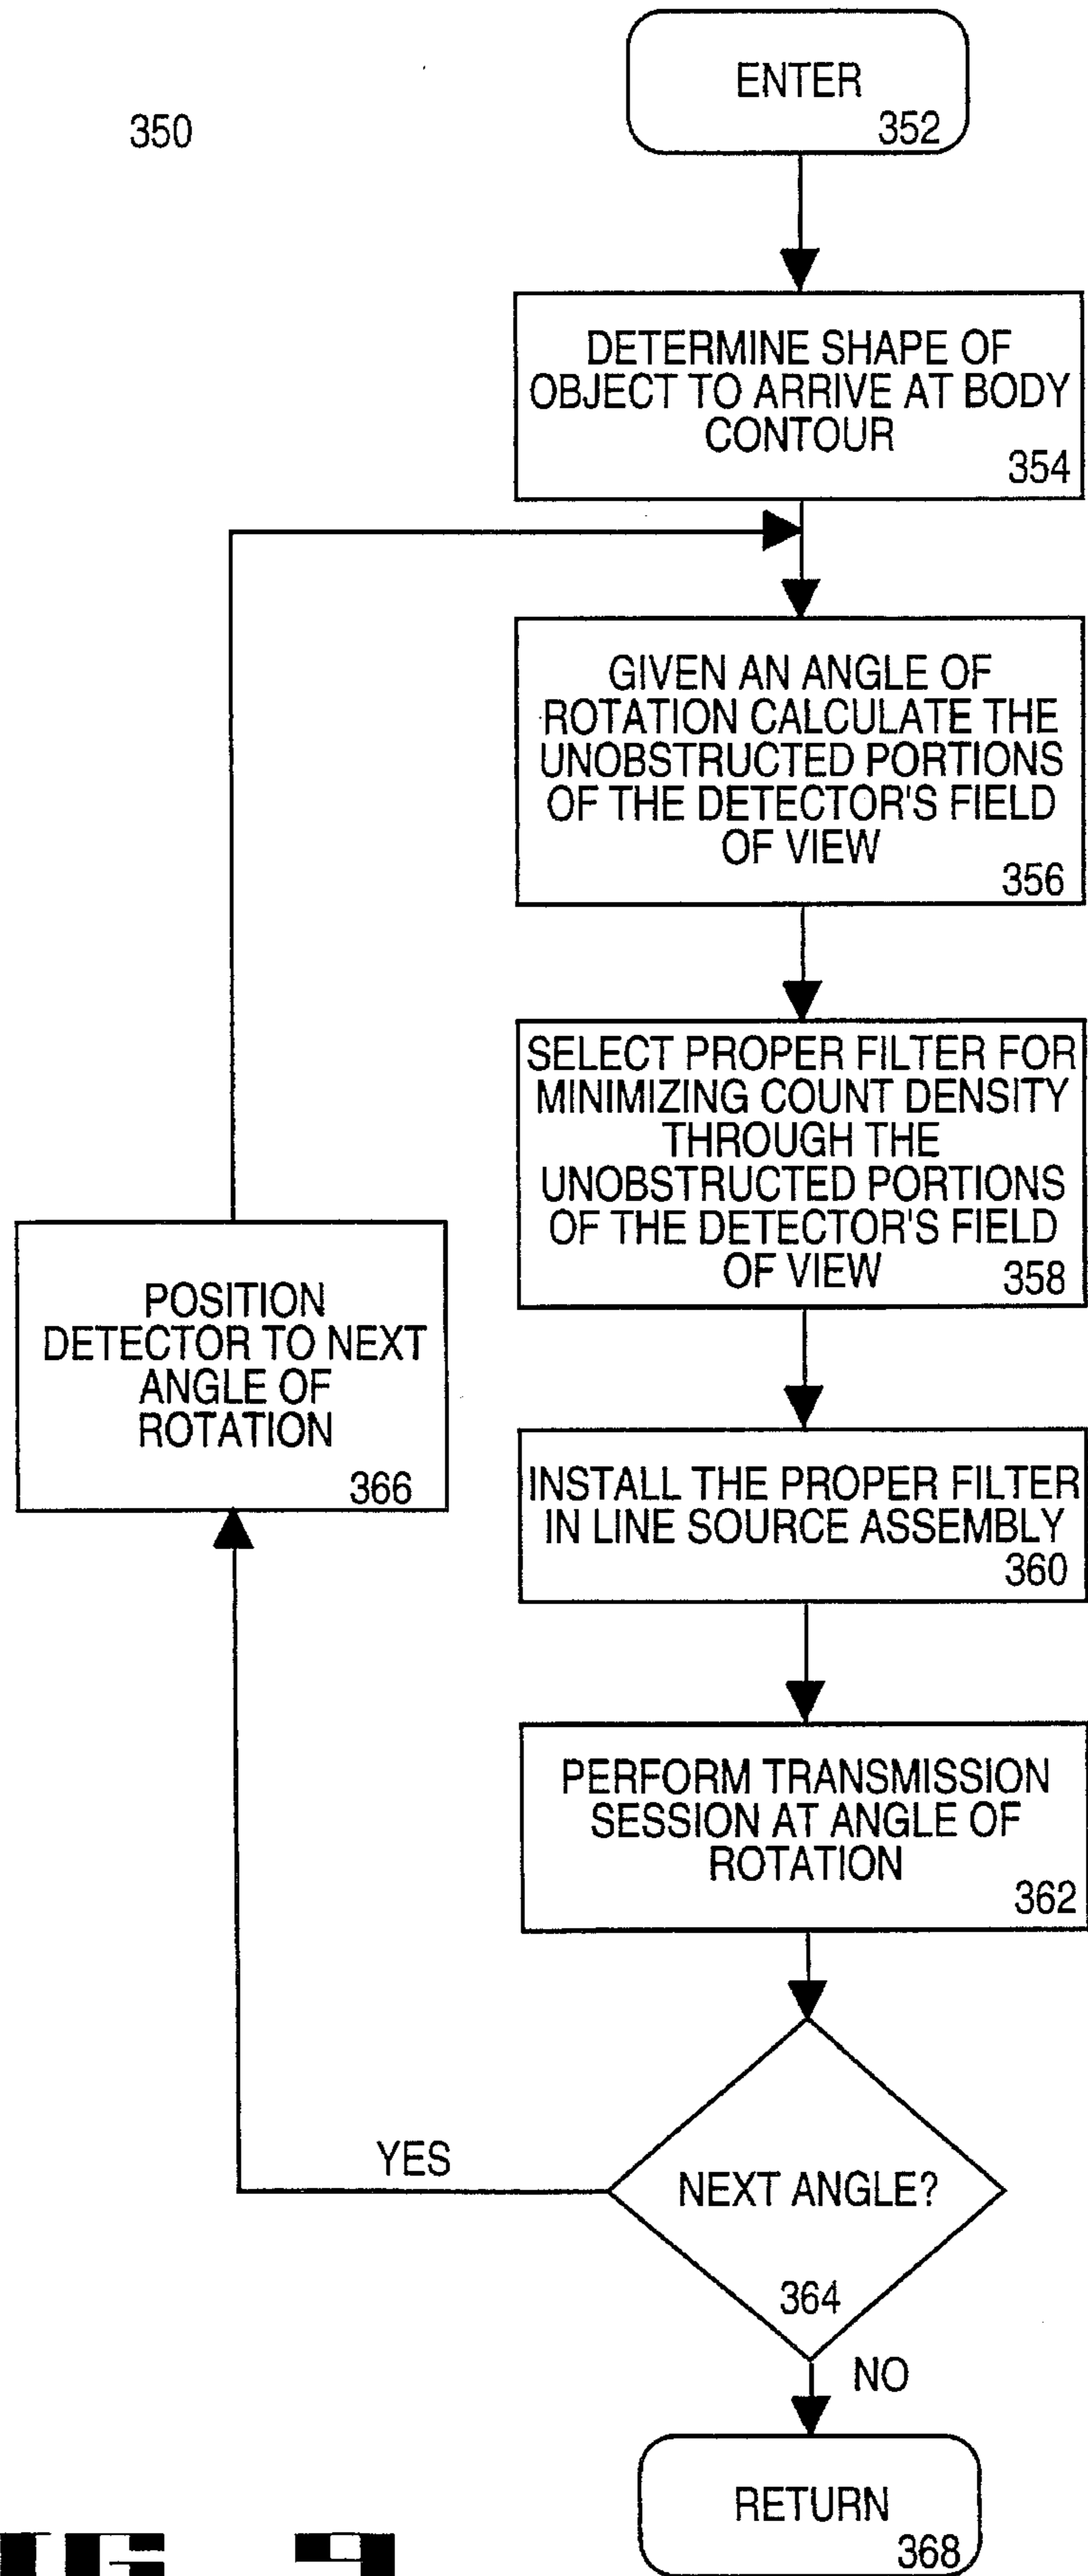 350
ENTER
352
DETERMINE SHAPE OF
OBJECT TO ARRIVE AT BODY
CONTOUR
354
GIVEN AN ANGLE OF
ROTATION CALCULATE THE
UNOBSTRUCTED PORTIONS
OF THE DETECTOR'S FIELD
OF VIEW
356
SELECT PROPER FILTER FOR
MINIMIZING COUNT DENSITY
THROUGH THE
UNOBSTRUCTED PORTIONS
OF THE DETECTOR'S FIELD
OF VIEW
358
POSITION
DETECTOR TO NEXT
ANGLE OF
ROTATION
366
INSTALL THE PROPER FILTER
IN LINE SOURCE ASSEMBLY
360
PERFORM TRANSMISSION
SESSION AT ANGLE OF
ROTATION
362
YES
NEXT ANGLE?
364
NO
RETURN
368